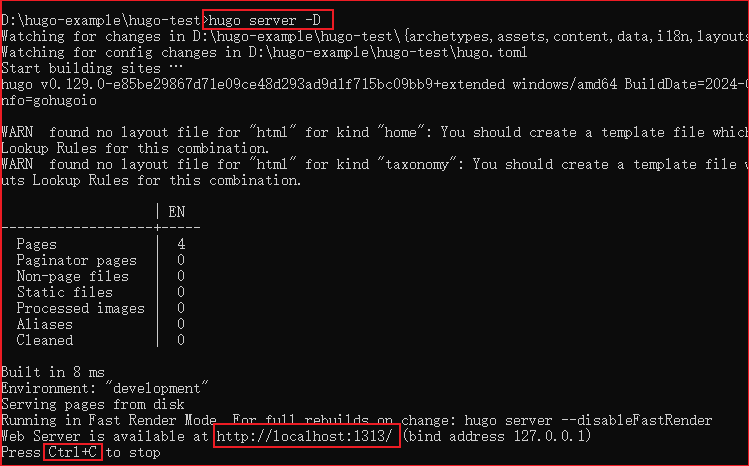 D:\hugo-example\hugo-test>hugo server -D
Watching for changes in D:\hugo-example\hugo-test\{archetypes,assets,content,data,i18n,layouts
Watching for config changes in D:\hugo-example\hugo-test\hugo.toml
Start building sites …
hugo v0.129.0-e85be29867d71e09ce48d293ad9d1f715bc09bb9+extended windows/amd64 BuildDate=2024-0
nfo=gohugoio
WARN  found no layout file for "html" for kind "home": You should create a template file which
Lookup Rules for this combination.
WARN  found no layout file for "html" for kind "taxonomy": You should create a template file w
uts Lookup Rules for this combination.
                   | EN
-------------------+-----
  Pages            |  4
  Paginator pages  |  0
  Non-page files   |  0
  Static files     |  0
  Processed images |  0
  Aliases          |  0
  Cleaned          |  0
Built in 8 ms
Environment: "development"
Serving pages from disk
Running in Fast Render Mode. For full rebuilds on change: hugo server --disableFastRender
Web Server is available at http://localhost:1313/ (bind address 127.0.0.1)
Press Ctrl+C to stop